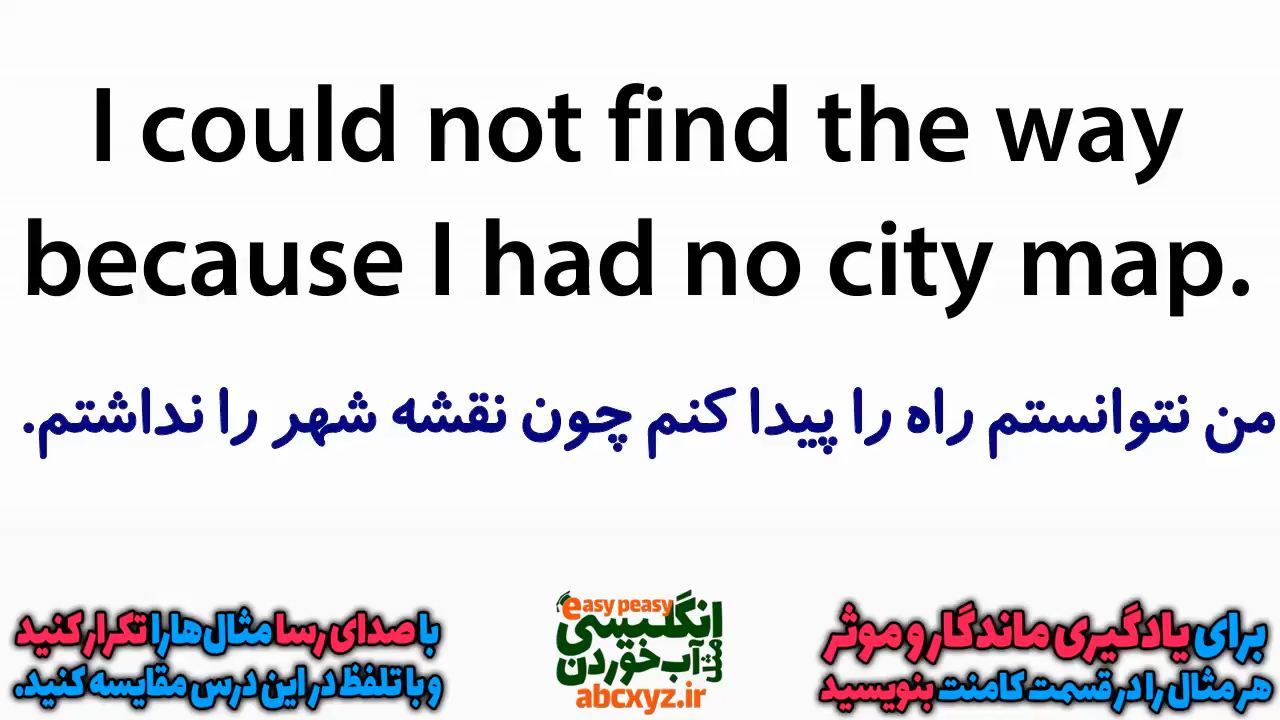 I could not find the way
because I had no city map.
من نتوانستم راه را پیدا کنم چون نقشه شهر را نداشتم.
برای یادگیری ماندگار و موثر
هر مثال را در قسمت کامنت بنویسید
easy peasy
انگلیسی
مثل آب خوردن
abcxyz.ir
با صدای رسا مثال‌ها را تکرار کنید
و با تلفظ در این درس مقایسه کنید.